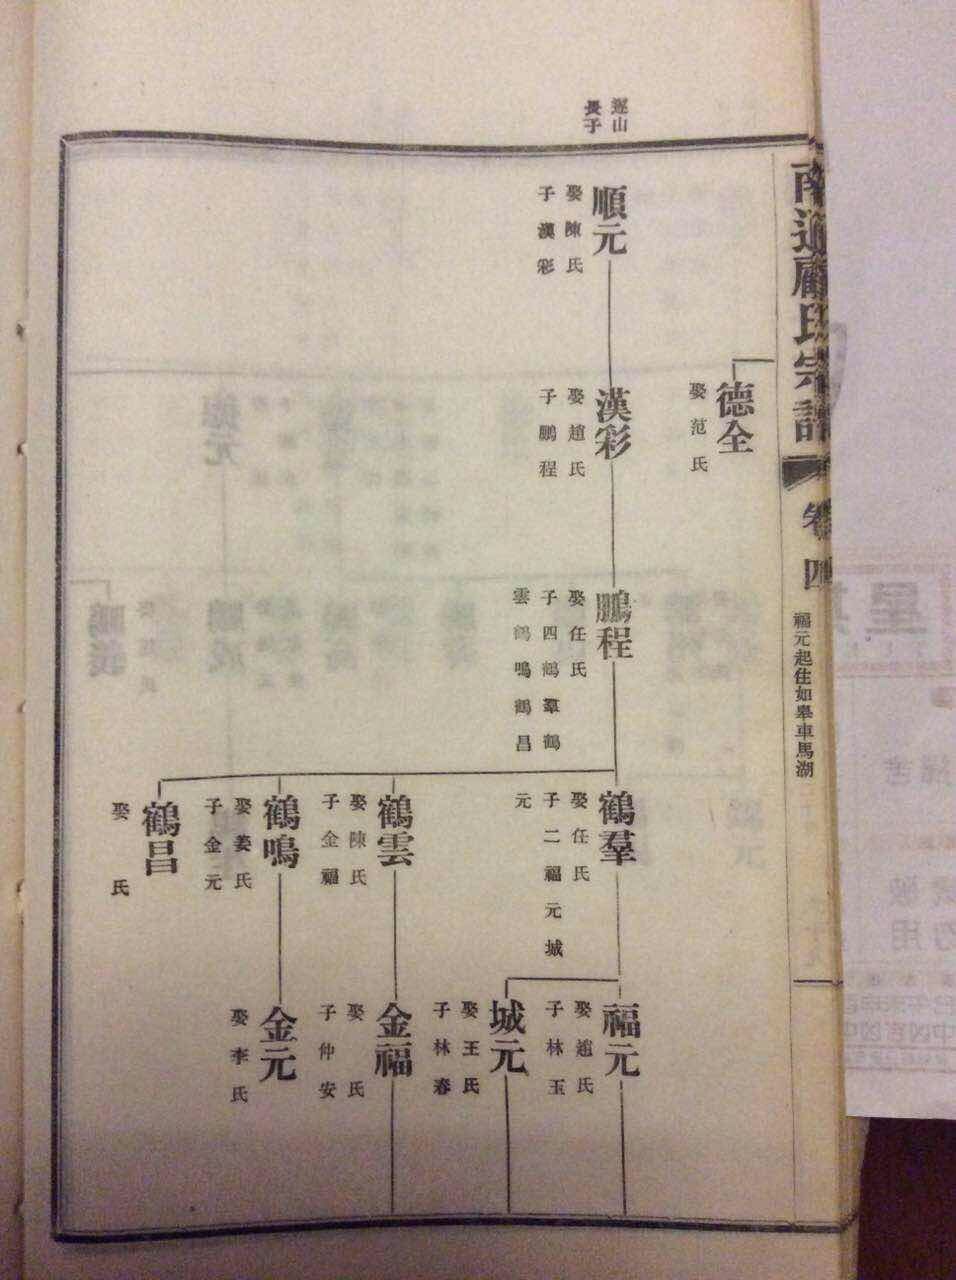 南通顧氏宗譜
卷四
福元起住如皋車馬湖
遐山
長子
順元
娶陳氏
子漢彩
德全
娶范氏
漢彩
娶趙氏
子鵬程
鵬程
娶任氏
子四鶴羣鶴
雲鶴鳴鶴昌
鶴羣
娶任氏
子二福元城
元
鶴雲
娶陳氏
子金福
鶴鳴
娶姜氏
子金元
鶴昌
娶 氏
福元
娶趙氏
子林玉
城元
娶王氏
子林春
金福
娶 氏
子仲安
金元
娶李氏